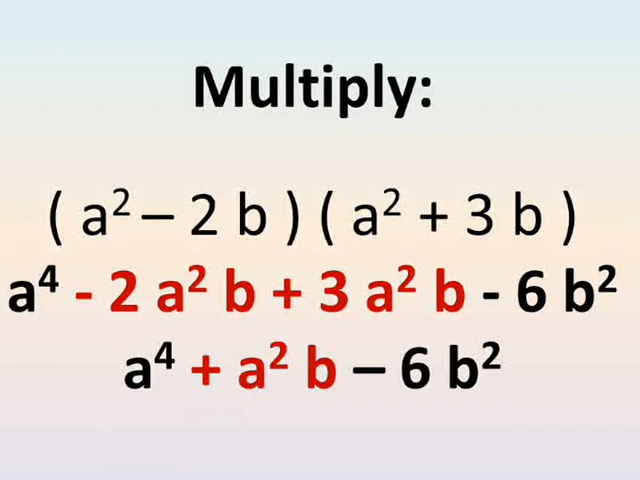 Multiply:
( a² – 2 b ) ( a² + 3 b )
a⁴ - 2 a² b + 3 a² b - 6 b²
a⁴ + a² b – 6 b²